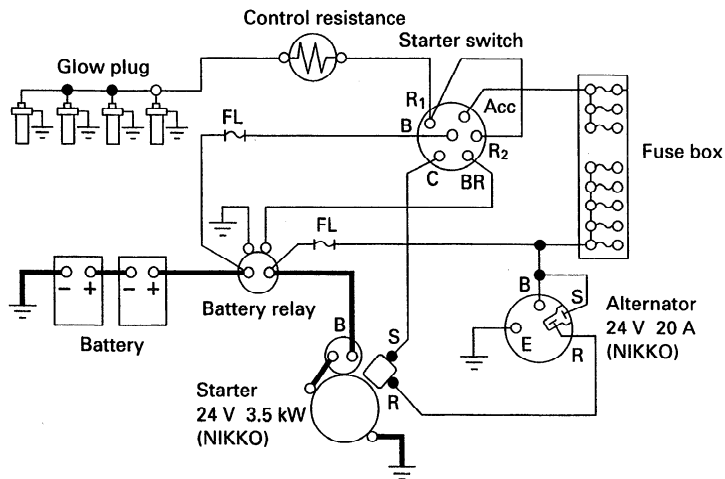 Control resistance
Starter switch
Glow plug
R1
Acc
FL
B
R2
Fuse box
C
BR
FL
− + − +
Battery relay
Battery
B
S
Alternator
24 V 20 A
(NIKKO)
E
R
B
S
R
Starter
24 V 3.5 kW
(NIKKO)